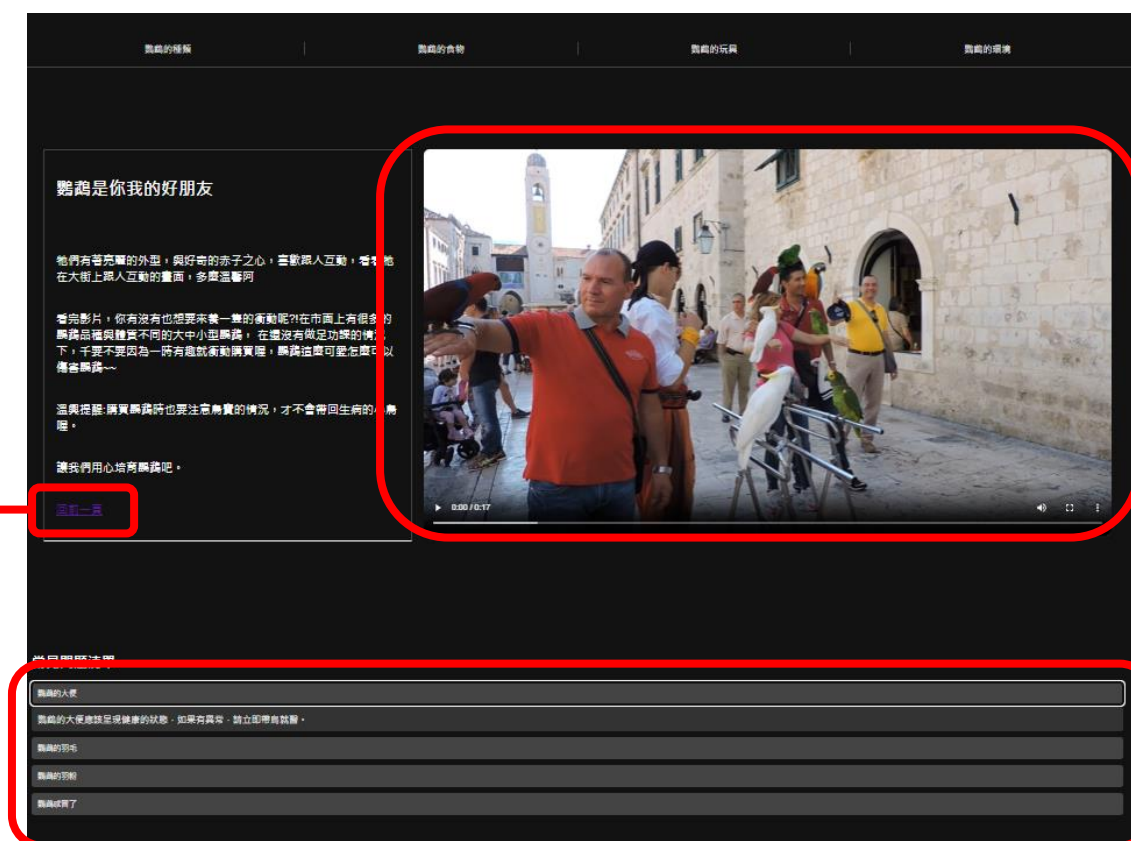 鸚鵡的種類
鸚鵡的食物
鸚鵡的玩具
鸚鵡的環境
鸚鵡是你我的好朋友
牠們有著亮麗的外型，與好奇的赤子之心，喜歡跟人互動，看看牠
在大街上跟人互動的畫面，多麼溫馨阿
看完影片，你有沒有也想要來養一隻的衝動呢?!在市面上有很多的
鸚鵡品種與體質不同的大中小型鸚鵡， 在還沒有做足功課的情況
下，千要不要因為一時有趣就衝動購買喔，鸚鵡這麼可愛怎麼可以
傷害鸚鵡~~
溫興提醒:購買鸚鵡時也要注意鳥寶的情況，才不會帶回生病的小鳥
喔。
讓我們用心培育鸚鵡吧。
回前一頁
0:00 / 0:17
常見問題清單
鸚鵡的大便
鸚鵡的大便應該呈現健康的狀態，如果有異常，請立即帶鳥就醫。
鸚鵡的羽毛
鸚鵡的羽粉